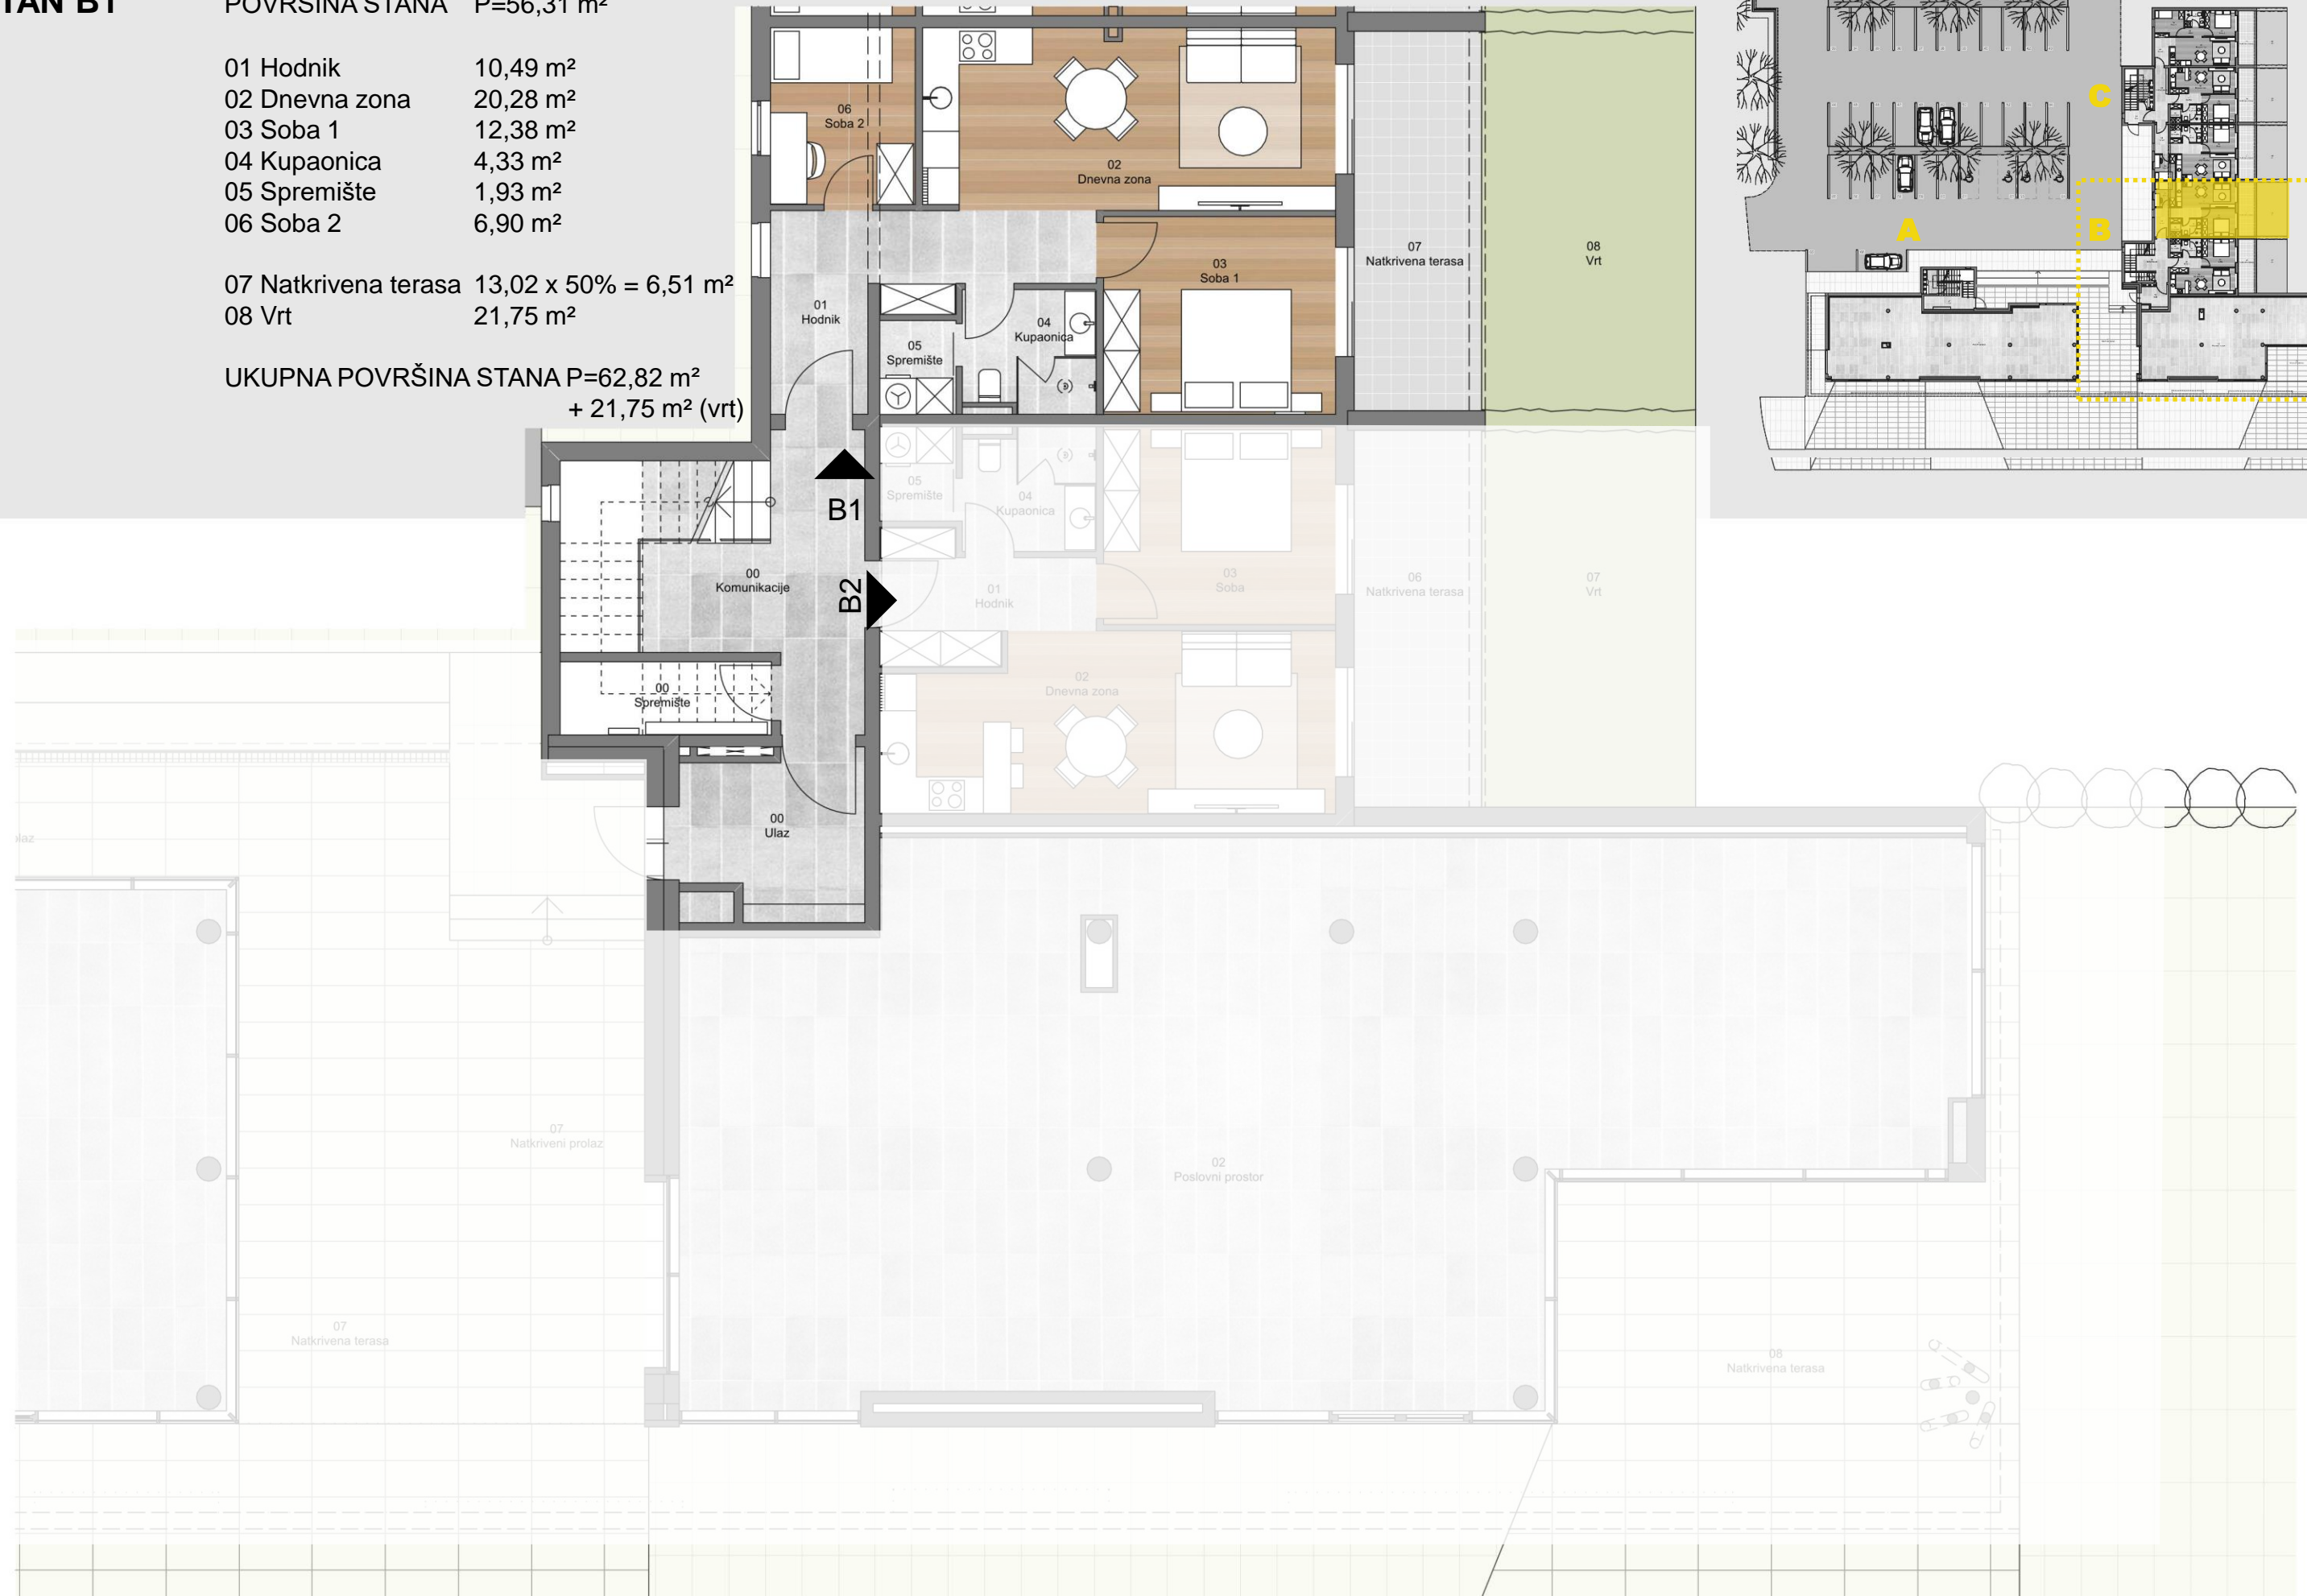 STAN B1
POVRŠINA STANA P=56,31 m²
01 Hodnik 10,49 m²
02 Dnevna zona 20,28 m²
03 Soba 1 12,38 m²
04 Kupaonica 4,33 m²
05 Spremište 1,93 m²
06 Soba 2 6,90 m²
07 Natkrivena terasa 13,02 x 50% = 6,51 m²
08 Vrt 21,75 m²
UKUPNA POVRŠINA STANA P=62,82 m²
+ 21,75 m² (vrt)
06
Soba 2
02
Dnevna zona
01
Hodnik
03
Soba 1
04
Kupaonica
05
Spremište
07
Natkrivena terasa
08
Vrt
C
A
B
B1
B2
00
Komunikacije
00
Spremište
00
Ulaz
05
Spremište
04
Kupaonica
01
Hodnik
03
Soba
06
Natkrivena terasa
07
Vrt
02
Dnevna zona
07
Natkriveni prolaz
02
Poslovni prostor
07
Natkrivena terasa
08
Natkrivena terasa